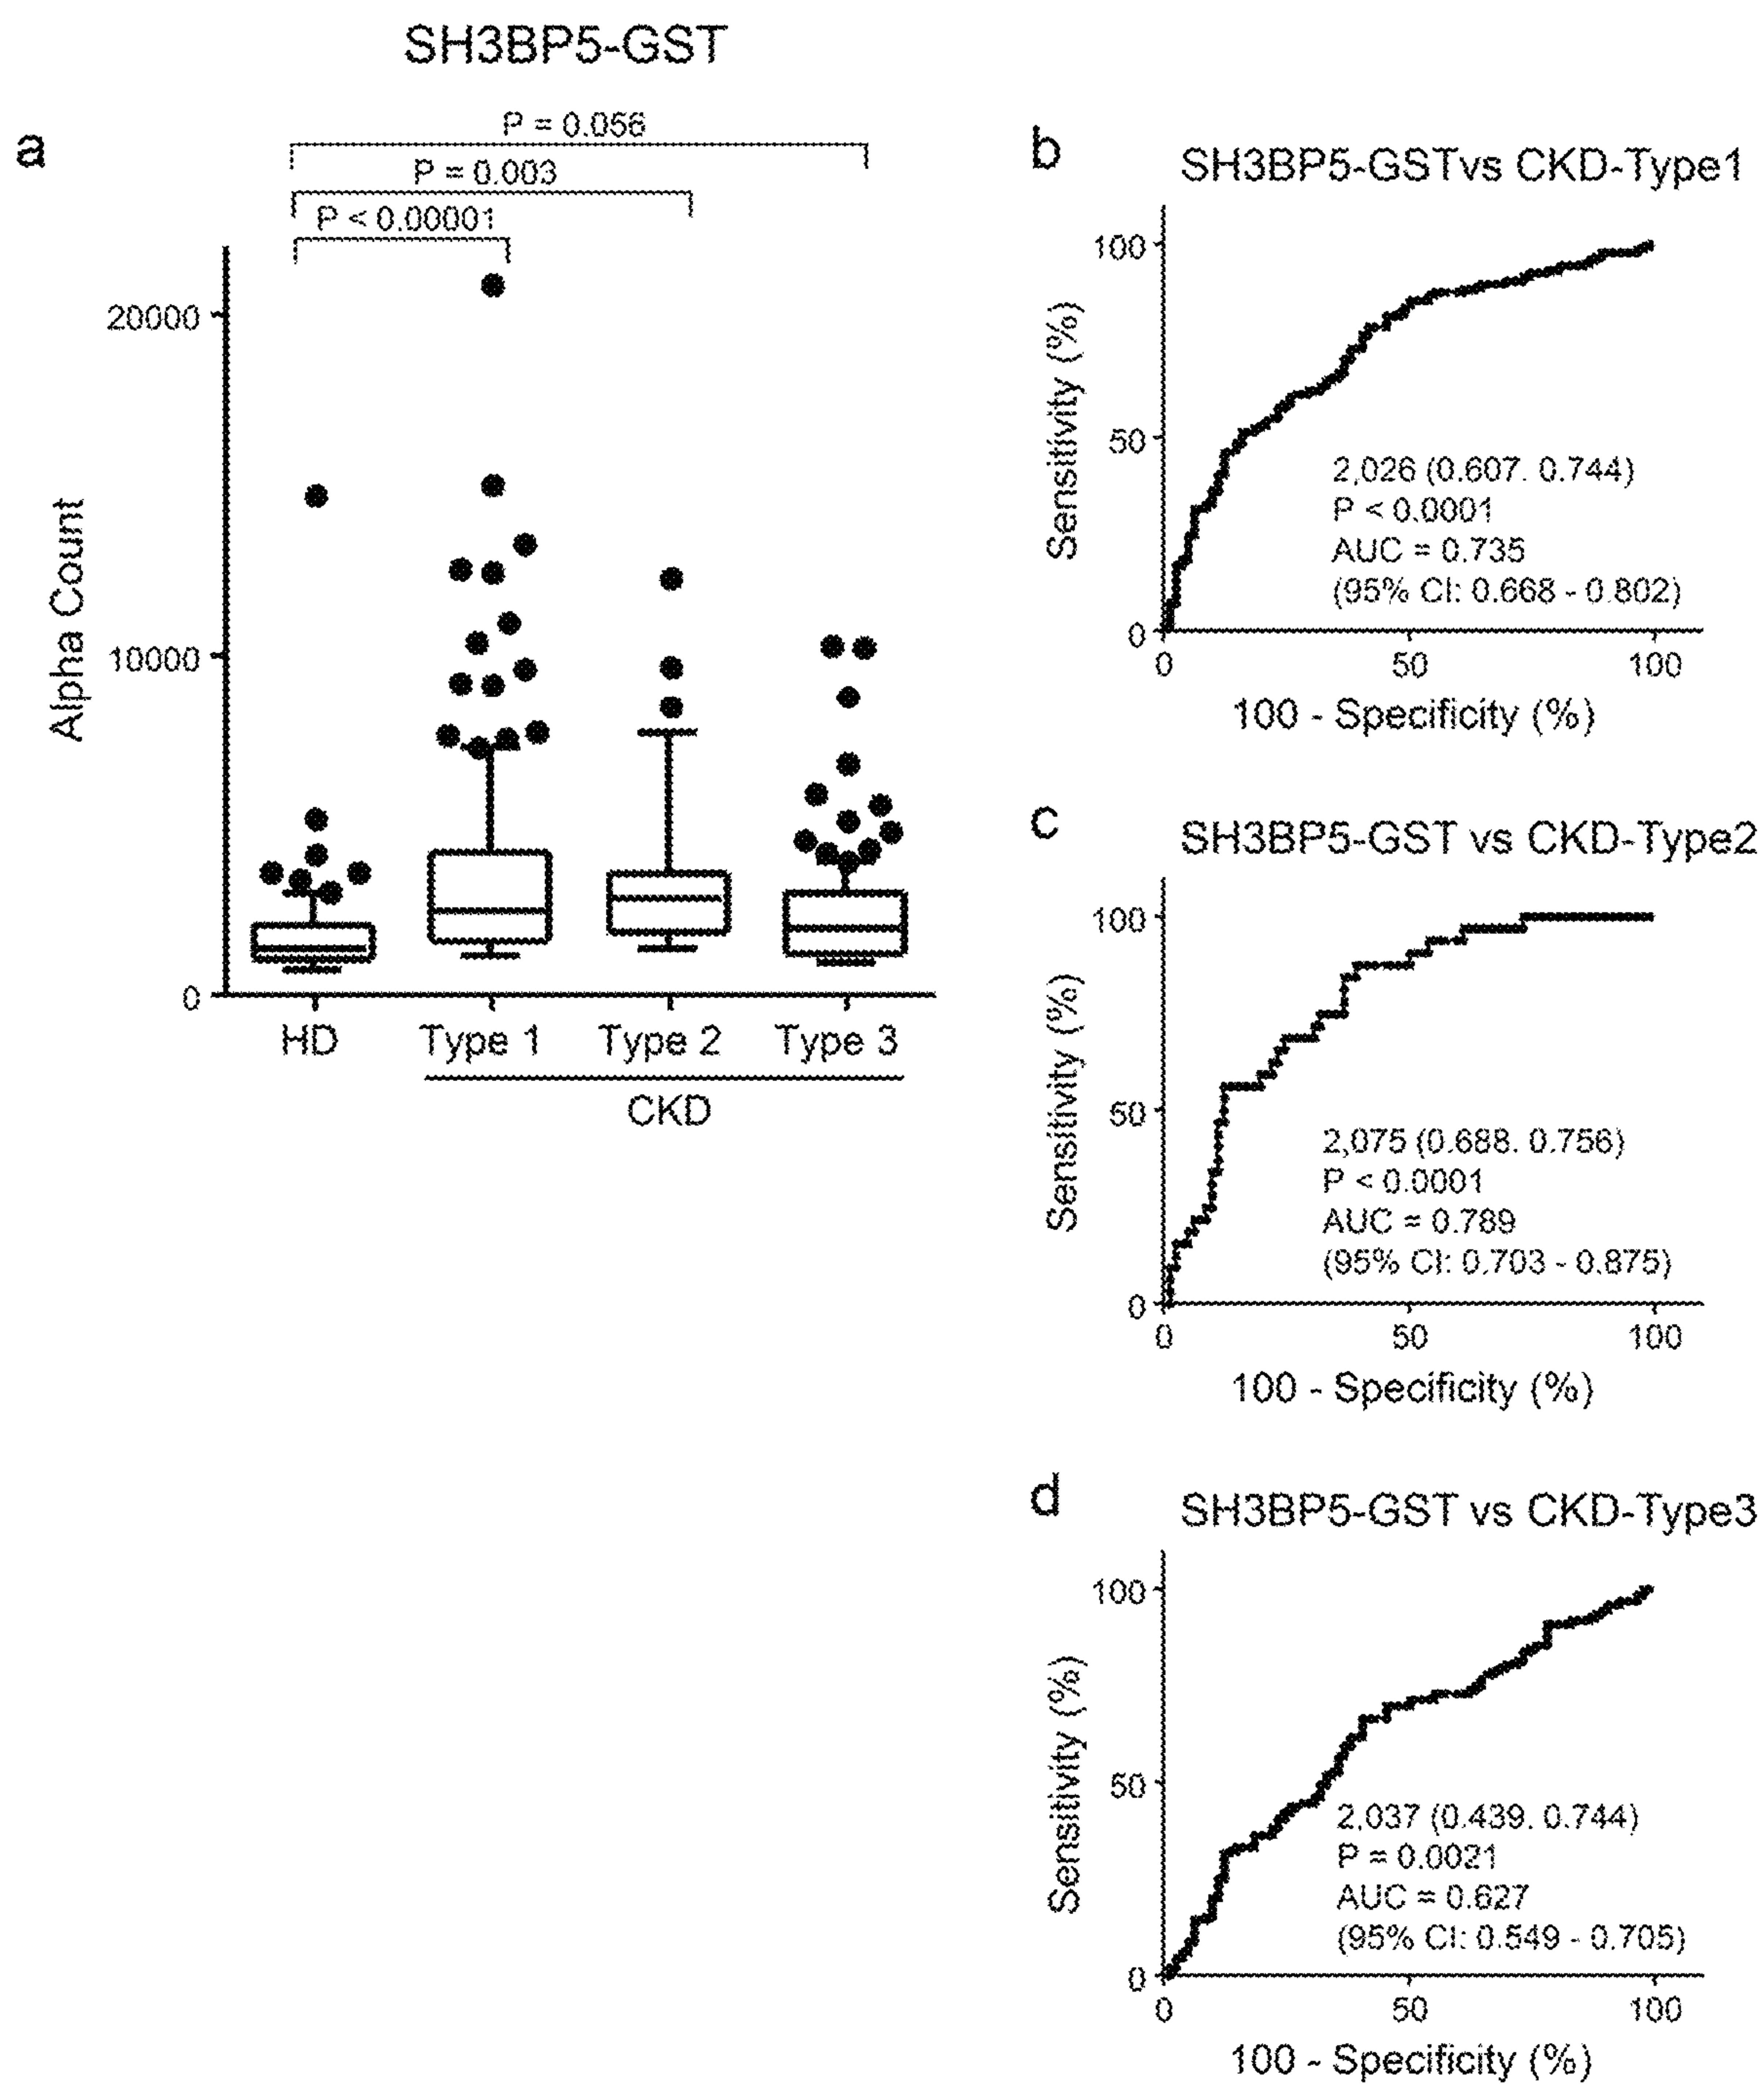 SH3BP5-GST
a
P = 0.056
P = 0.003
P < 0.00001
20000
10000
0
Alpha Count
HD
Type 1
Type 2
Type 3
CKD
b
SH3BP5-GSTvs CKD-Type1
100
50
0
Sensitivity (%)
2,026 (0.607. 0.744)
P < 0.0001
AUC = 0.735
(95% CI: 0.668 - 0.802)
0
50
100
100 - Specificity (%)
c
SH3BP5-GST vs CKD-Type2
100
50
0
Sensitivity (%)
2,075 (0.688. 0.756)
P < 0.0001
AUC = 0.789
(95% CI: 0.703 - 0.875)
0
50
100
100 - Specificity (%)
d
SH3BP5-GST vs CKD-Type3
100
50
0
Sensitivity (%)
2,037 (0.439. 0.744)
P = 0.0021
AUC = 0.627
(95% CI: 0.549 - 0.705)
0
50
100
100 - Specificity (%)